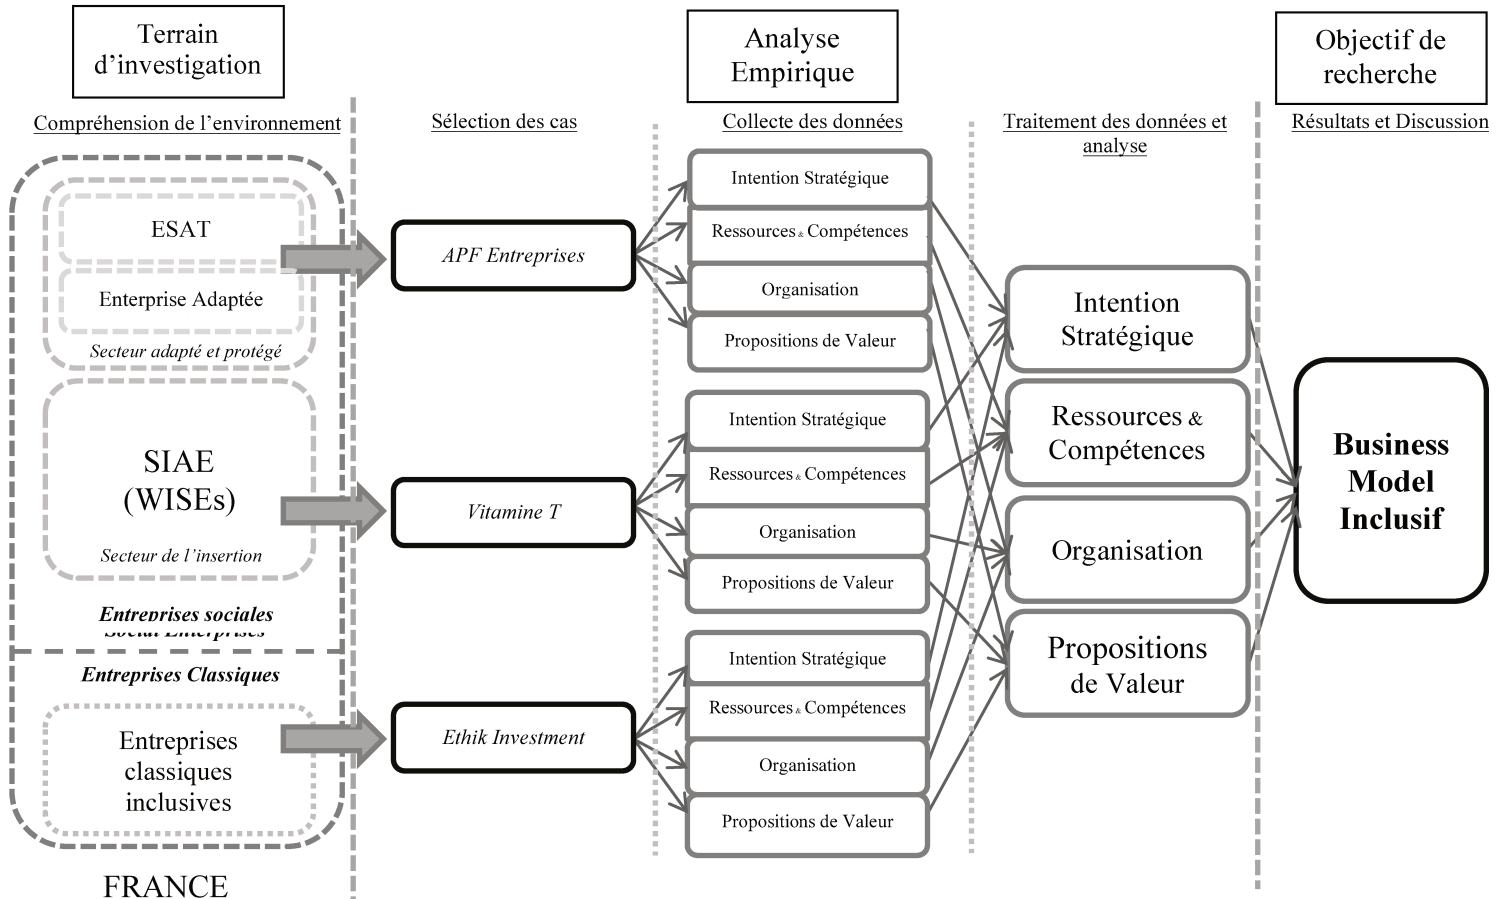 Terrain
d’investigation
Analyse
Empirique
Objectif de
recherche
Compréhension de l’environnement
Sélection des cas
Collecte des données
Traitement des données et
analyse
Résultats et Discussion
ESAT
Enterprise Adaptée
Secteur adapté et protégé
SIAE
(WISEs)
Secteur de l’insertion
Entreprises sociales
Social Enterprises
Entreprises Classiques
Entreprises
classiques
inclusives
FRANCE
APF Entreprises
Vitamine T
Ethik Investment
Intention Stratégique
Ressources & Compétences
Organisation
Propositions de Valeur
Intention Stratégique
Ressources & Compétences
Organisation
Propositions de Valeur
Intention Stratégique
Ressources & Compétences
Organisation
Propositions de Valeur
Intention
Stratégique
Ressources &
Compétences
Organisation
Propositions
de Valeur
Business
Model
Inclusif